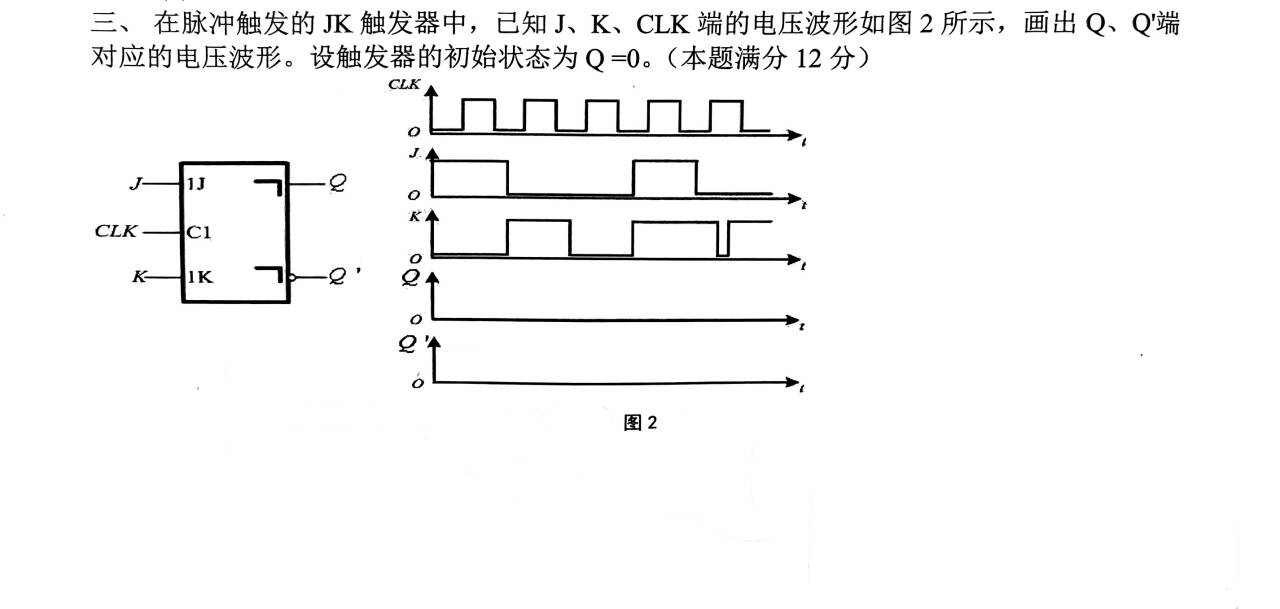 三、 在脉冲触发的 JK 触发器中，已知 J、K、CLK 端的电压波形如图 2 所示，画出 Q、Q'端
对应的电压波形。设触发器的初始状态为 Q =0。（本题满分 12 分）
CLK
O
t
J
O
t
K
O
t
Q
O
t
Q'
O
t
J 1J Q
CLK C1
K 1K Q'
图 2